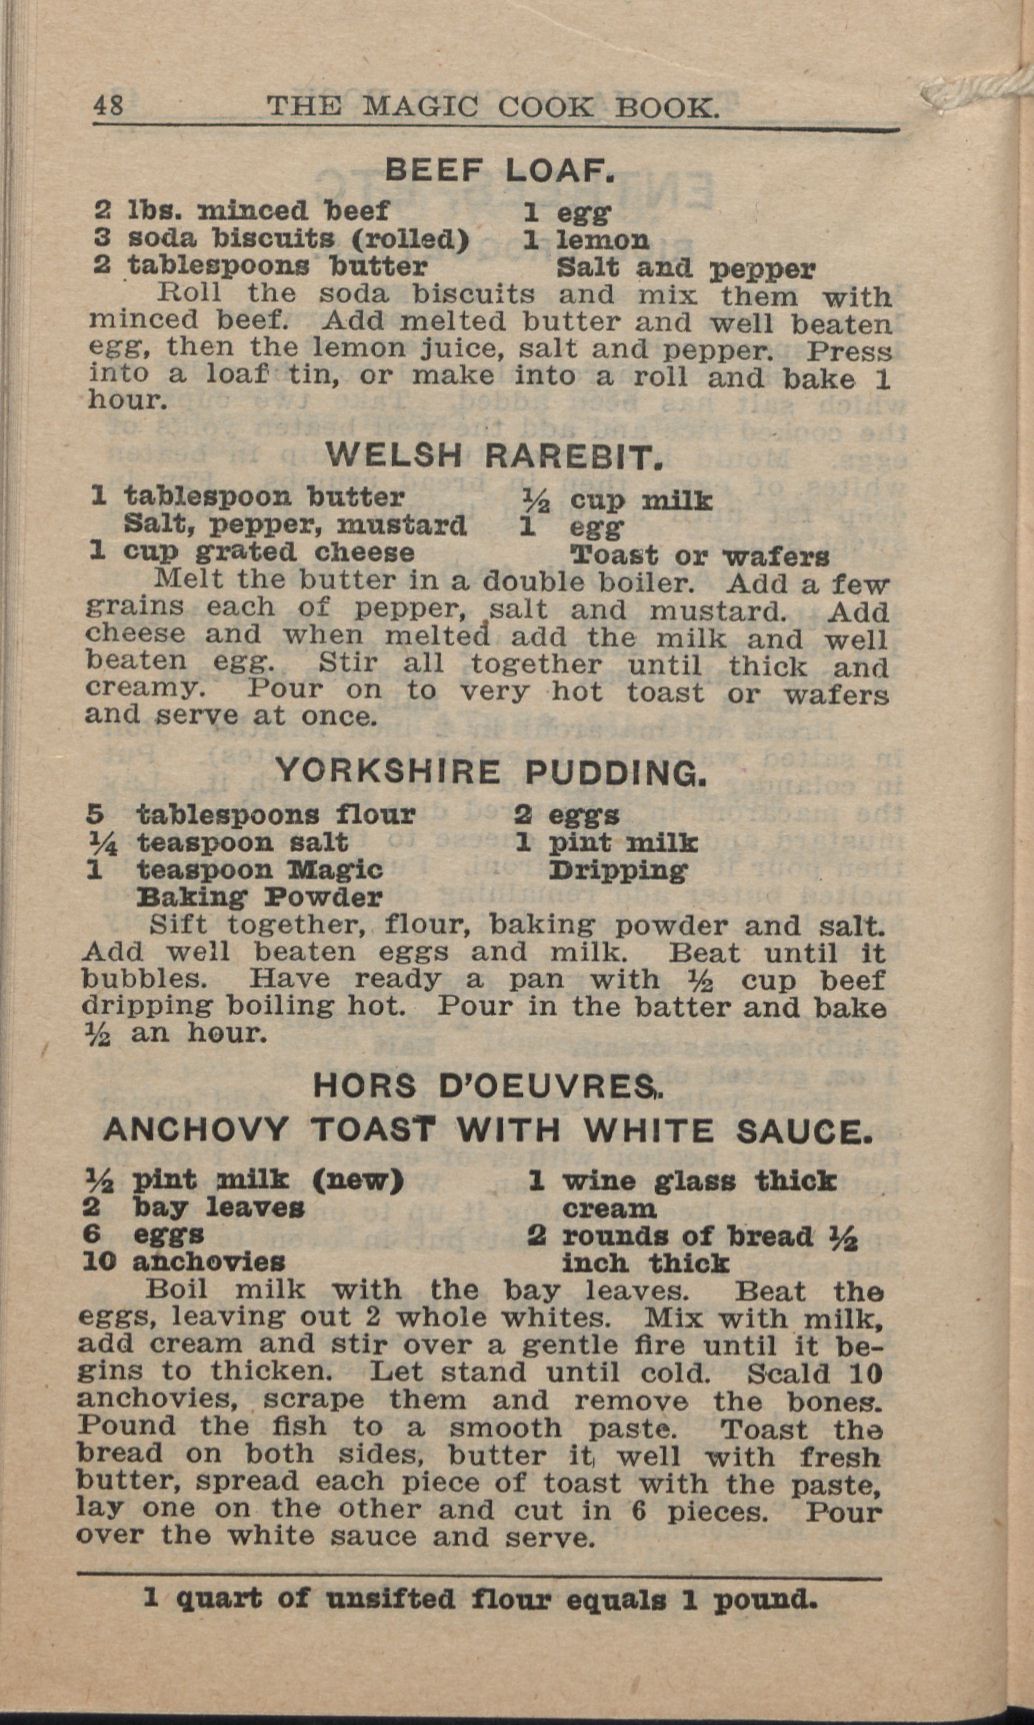 48 THE MAGIC COOK BOOK.
BEEF LOAF.
2 lbs. minced beef 1 egg
3 soda biscuits (rolled) 1 lemon
2 tablespoons butter Salt and pepper
Roll the soda biscuits and mix them with
minced beef. Add melted butter and well beaten
egg, then the lemon juice, salt and pepper. Press
into a loaf tin, or make into a roll and bake 1
hour.
WELSH RAREBIT.
1 tablespoon butter ½ cup milk
Salt, pepper, mustard 1 egg
1 cup grated cheese Toast or wafers
Melt the butter in a double boiler. Add a few
grains each of pepper, salt and mustard. Add
cheese and when melted add the milk and well
beaten egg. Stir all together until thick and
creamy. Pour on to very hot toast or wafers
and serve at once.
YORKSHIRE PUDDING.
5 tablespoons flour 2 eggs
¼ teaspoon salt 1 pint milk
1 teaspoon Magic Dripping
Baking Powder
Sift together, flour, baking powder and salt.
Add well beaten eggs and milk. Beat until it
bubbles. Have ready a pan with ½ cup beef
dripping boiling hot. Pour in the batter and bake
½ an hour.
HORS D'OEUVRES.
ANCHOVY TOAST WITH WHITE SAUCE.
½ pint milk (new) 1 wine glass thick
2 bay leaves cream
6 eggs 2 rounds of bread ½
10 anchovies inch thick
Boil milk with the bay leaves. Beat the
eggs, leaving out 2 whole whites. Mix with milk,
add cream and stir over a gentle fire until it be-
gins to thicken. Let stand until cold. Scald 10
anchovies, scrape them and remove the bones.
Pound the fish to a smooth paste. Toast the
bread on both sides, butter it well with fresh
butter, spread each piece of toast with the paste,
lay one on the other and cut in 6 pieces. Pour
over the white sauce and serve.
1 quart of unsifted flour equals 1 pound.